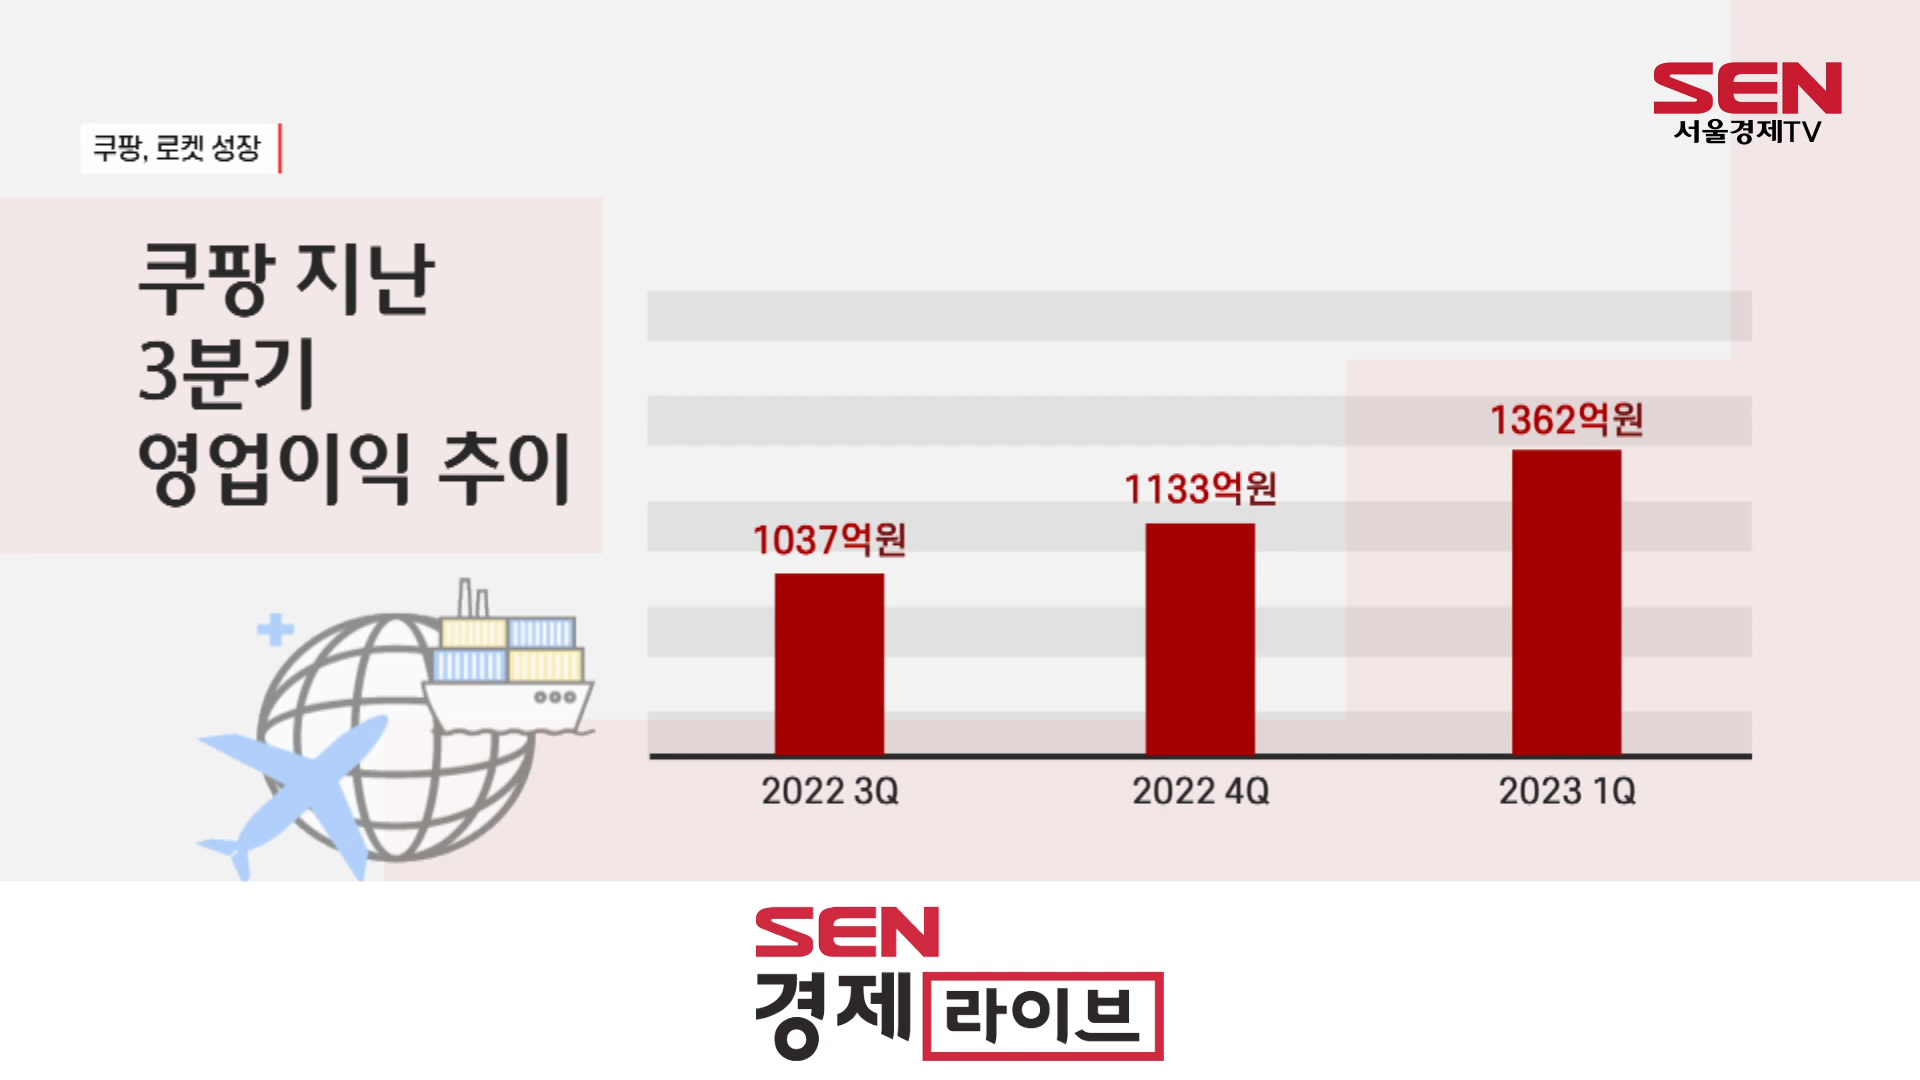 SEN
서울경제TV
쿠팡, 로켓 성장
쿠팡 지난
3분기
영업이익 추이
1037억원
1133억원
1362억원
2022 3Q
2022 4Q
2023 1Q
SEN
경제라이브